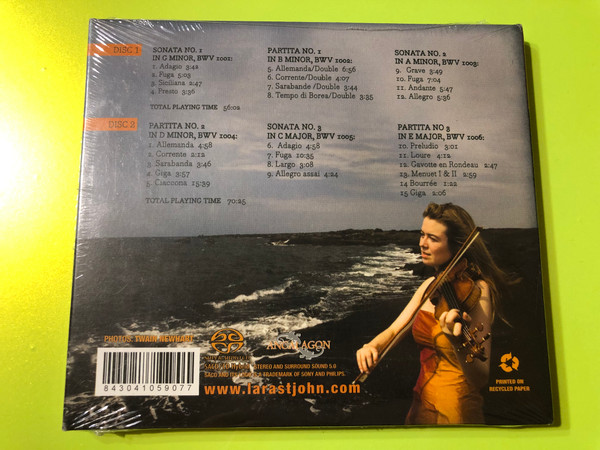 DISC 1
SONATA NO. 1
IN G MINOR, BWV 1001:
1. Adagio 3:42
2. Fuga 5:05
3. Siciliana 2:47
4. Presto 3:36
TOTAL PLAYING TIME 56:02
PARTITA NO. 1
IN B MINOR, BWV 1002:
5. Allemanda/Double 6:56
6. Corrente/Double 4:07
7. Sarabande/Double 3:44
8. Tempo di Borea/Double 3:35
SONATA NO. 2
IN A MINOR, BWV 1003:
9. Grave 3:49
10. Fuga 7:04
11. Andante 5:47
12. Allegro 5:36
DISC 2
PARTITA NO. 2
IN D MINOR, BWV 1004:
1. Allemanda 4:58
2. Corrente 2:12
3. Sarabanda 3:46
4. Giga 3:57
5. Ciaccona 15:39
TOTAL PLAYING TIME 70:25
SONATA NO. 3
IN C MAJOR, BWV 1005:
6. Adagio 4:58
7. Fuga 10:35
8. Largo 3:08
9. Allegro assai 4:24
PARTITA NO 3
IN E MAJOR, BWV 1006:
10. Preludio 3:01
11. Loure 4:12
12. Gavotte en Rondeau 2:47
13. Menuet I & II 2:59
14 Bourrée 1:22
15 Giga 2:06
PHOTOS: TWAIN NEWHART
8 43041 05907 7
ANCALAGON
STEREO AND SURROUND SOUND 5.0
TRADEMARK OF SONY AND PHILIPS.
www.larastjohn.com
PRINTED ON
RECYCLED PAPER